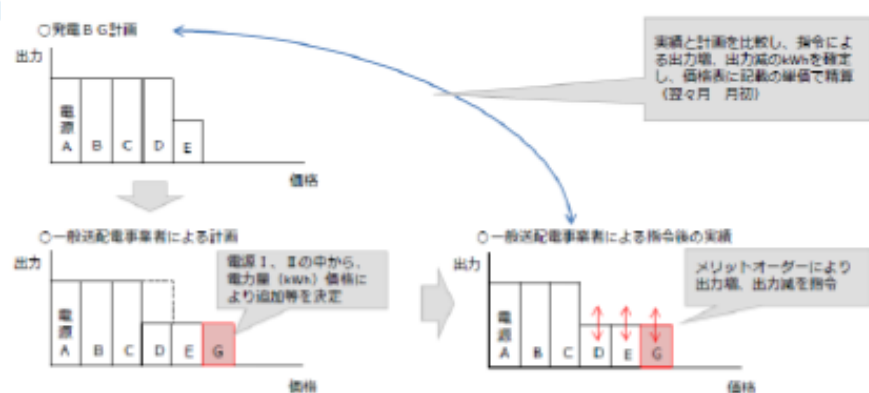 ○発電BG計画
出力
電
源
A B C D E
価格
実績と計画を比較し、指令によ
る出力増、出力減のkWhを確定
し、価格表に記載の単価で精算
（翌々月 月初）
○一般送配電事業者による計画
出力
電
源
A B C D E G
価格
電源Ⅰ、Ⅱの中から、
電力量（kWh）価格に
より追加等を決定
○一般送配電事業者による指令後の実績
出力
電
源
A B C D E G
価格
メリットオーダーにより
出力増、出力減を指令